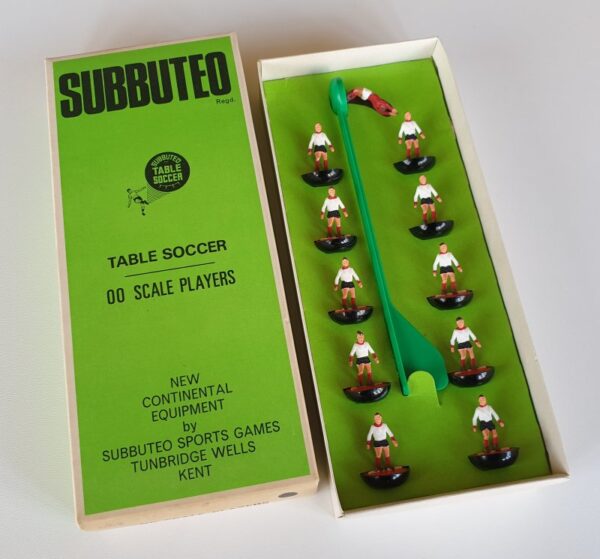 SUBBUTEO
Regd.
SUBBUTEO
TABLE
SOCCER
TABLE SOCCER
00 SCALE PLAYERS
NEW
CONTINENTAL
EQUIPMENT
by
SUBBUTEO SPORTS GAMES
TUNBRIDGE WELLS
KENT